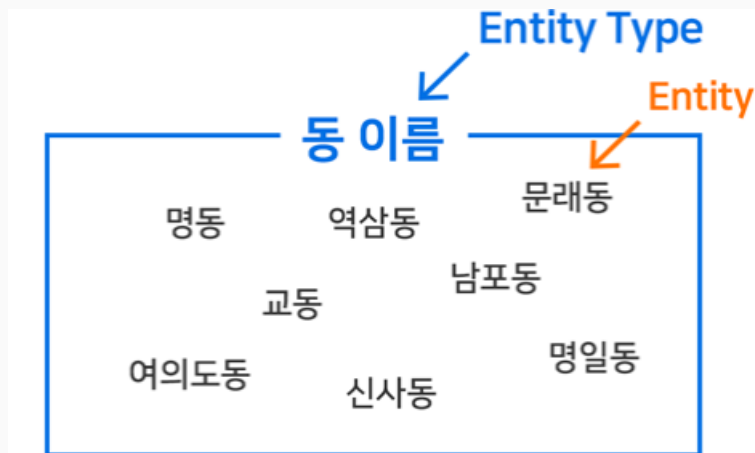 Entity Type
Entity
동 이름
문래동
명동
역삼동
남포동
교동
명일동
여의도동
신사동